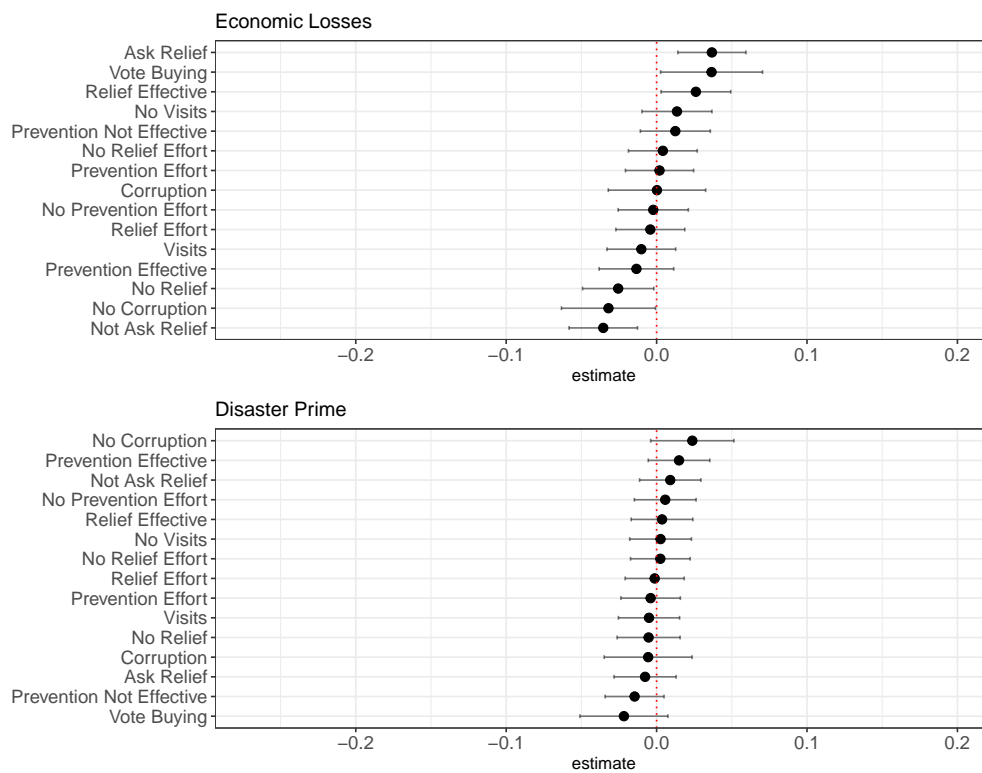 Economic Losses
Ask Relief
Vote Buying
Relief Effective
No Visits
Prevention Not Effective
No Relief Effort
Prevention Effort
Corruption
No Prevention Effort
Relief Effort
Visits
Prevention Effective
No Relief
No Corruption
Not Ask Relief
−0.2 −0.1 0.0 0.1 0.2
estimate
Disaster Prime
No Corruption
Prevention Effective
Not Ask Relief
No Prevention Effort
Relief Effective
No Visits
No Relief Effort
Relief Effort
Prevention Effort
Visits
No Relief
Corruption
Ask Relief
Prevention Not Effective
Vote Buying
−0.2 −0.1 0.0 0.1 0.2
estimate